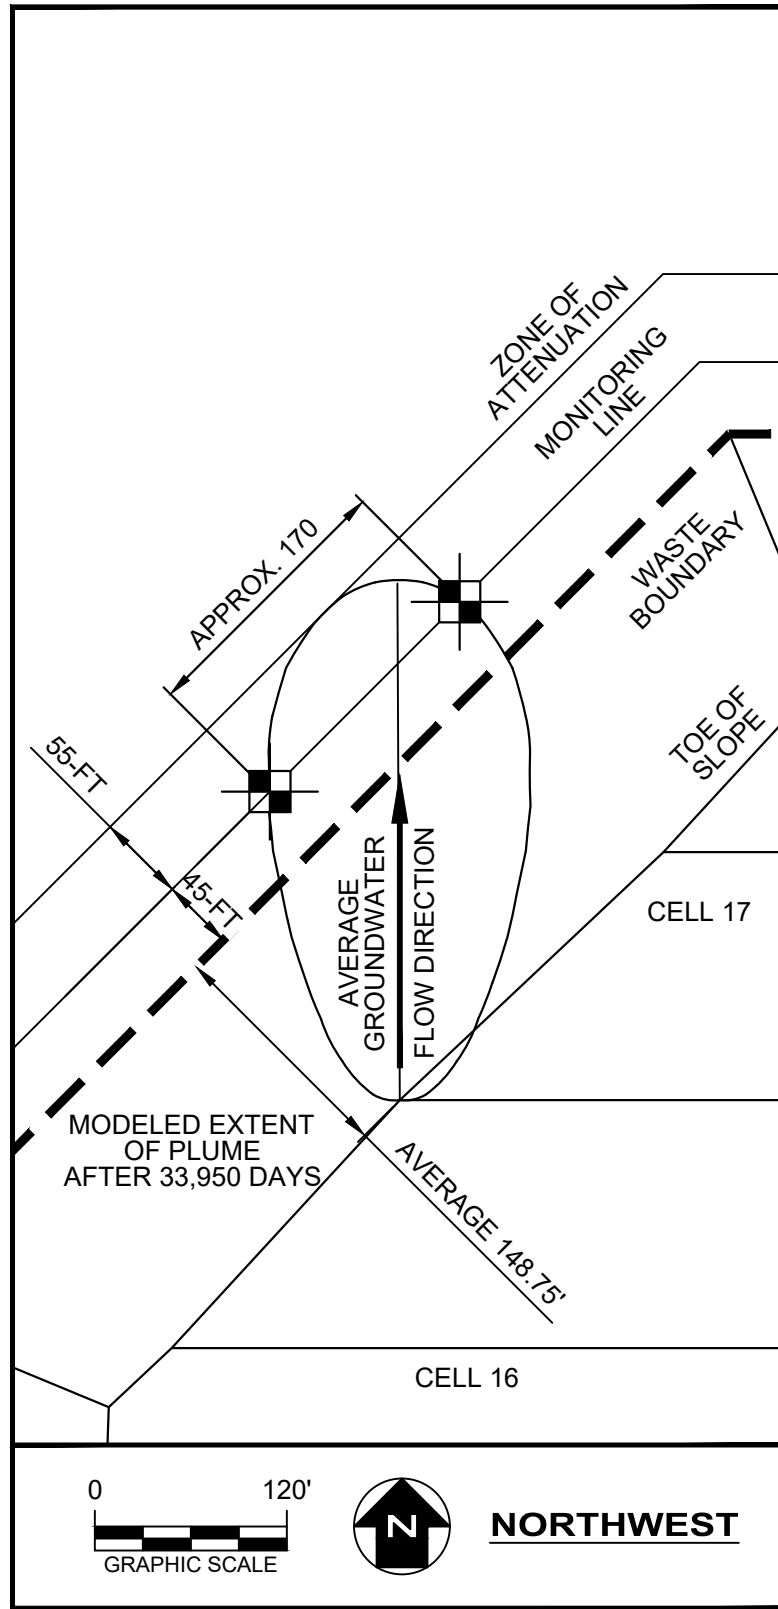 ZONE OF
ATTENUATION
MONITORING
LINE
WASTE
BOUNDARY
APPROX. 170
TOE OF
SLOPE
55-FT
45-FT
AVERAGE
GROUNDWATER
FLOW DIRECTION
CELL 17
MODELED EXTENT
OF PLUME
AFTER 33,950 DAYS
AVERAGE 148.75'
CELL 16
0 120'
GRAPHIC SCALE
N
NORTHWEST